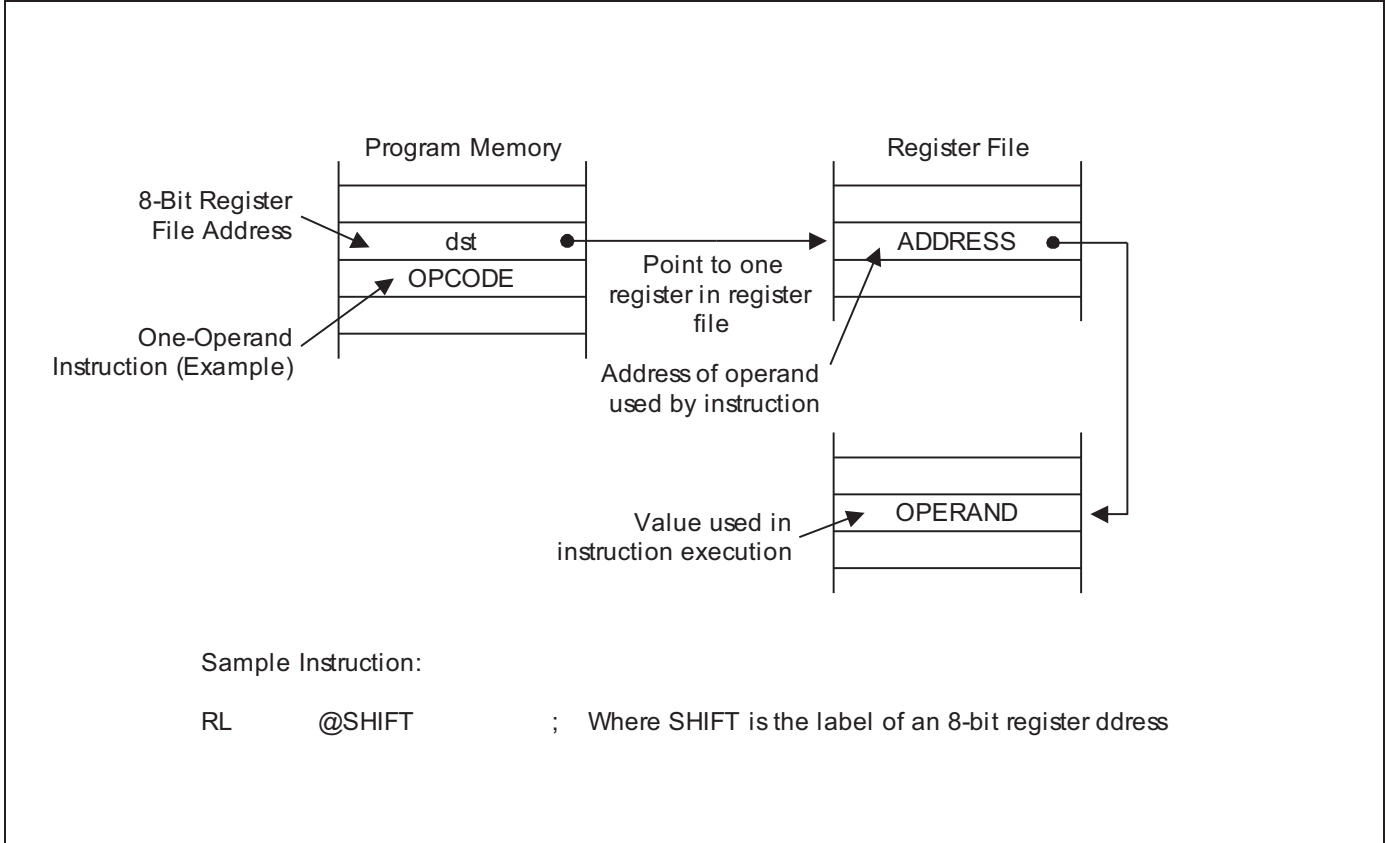 Program Memory
Register File
8-Bit Register
File Address
dst
ADDRESS
OPCODE
Point to one
register in register
file
One-Operand
Instruction (Example)
Address of operand
used by instruction
OPERAND
Value used in
instruction execution
Sample Instruction:
RL @SHIFT ; Where SHIFT is the label of an 8-bit register ddress